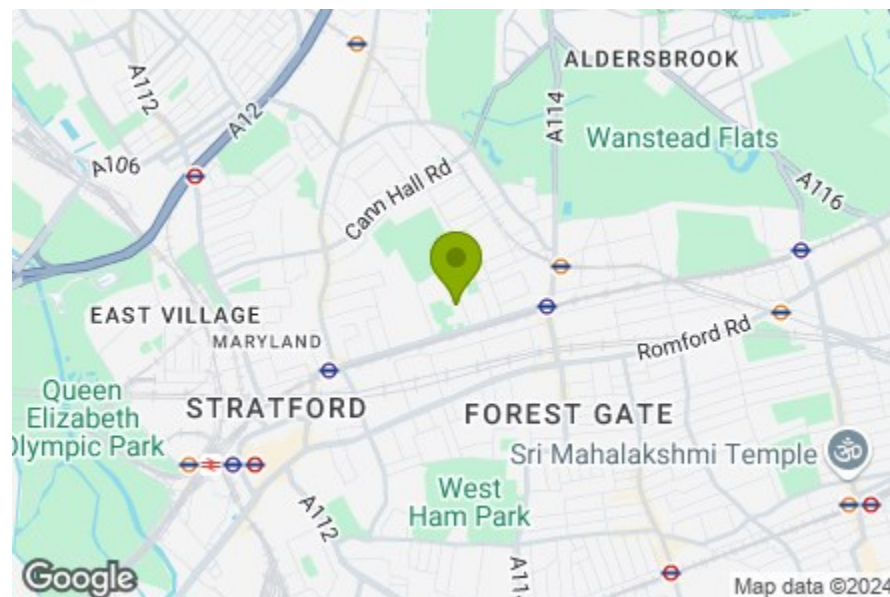 ALDERSBROOK
A112
A12
A114
Wanstead Flats
A106
Cann Hall Rd
A116
EAST VILLAGE
MARYLAND
Romford Rd
Queen
Elizabeth
Olympic Park
STRATFORD
FOREST GATE
Sri Mahalakshmi Temple
West
Ham Park
A112
A114
Google
Map data ©2024